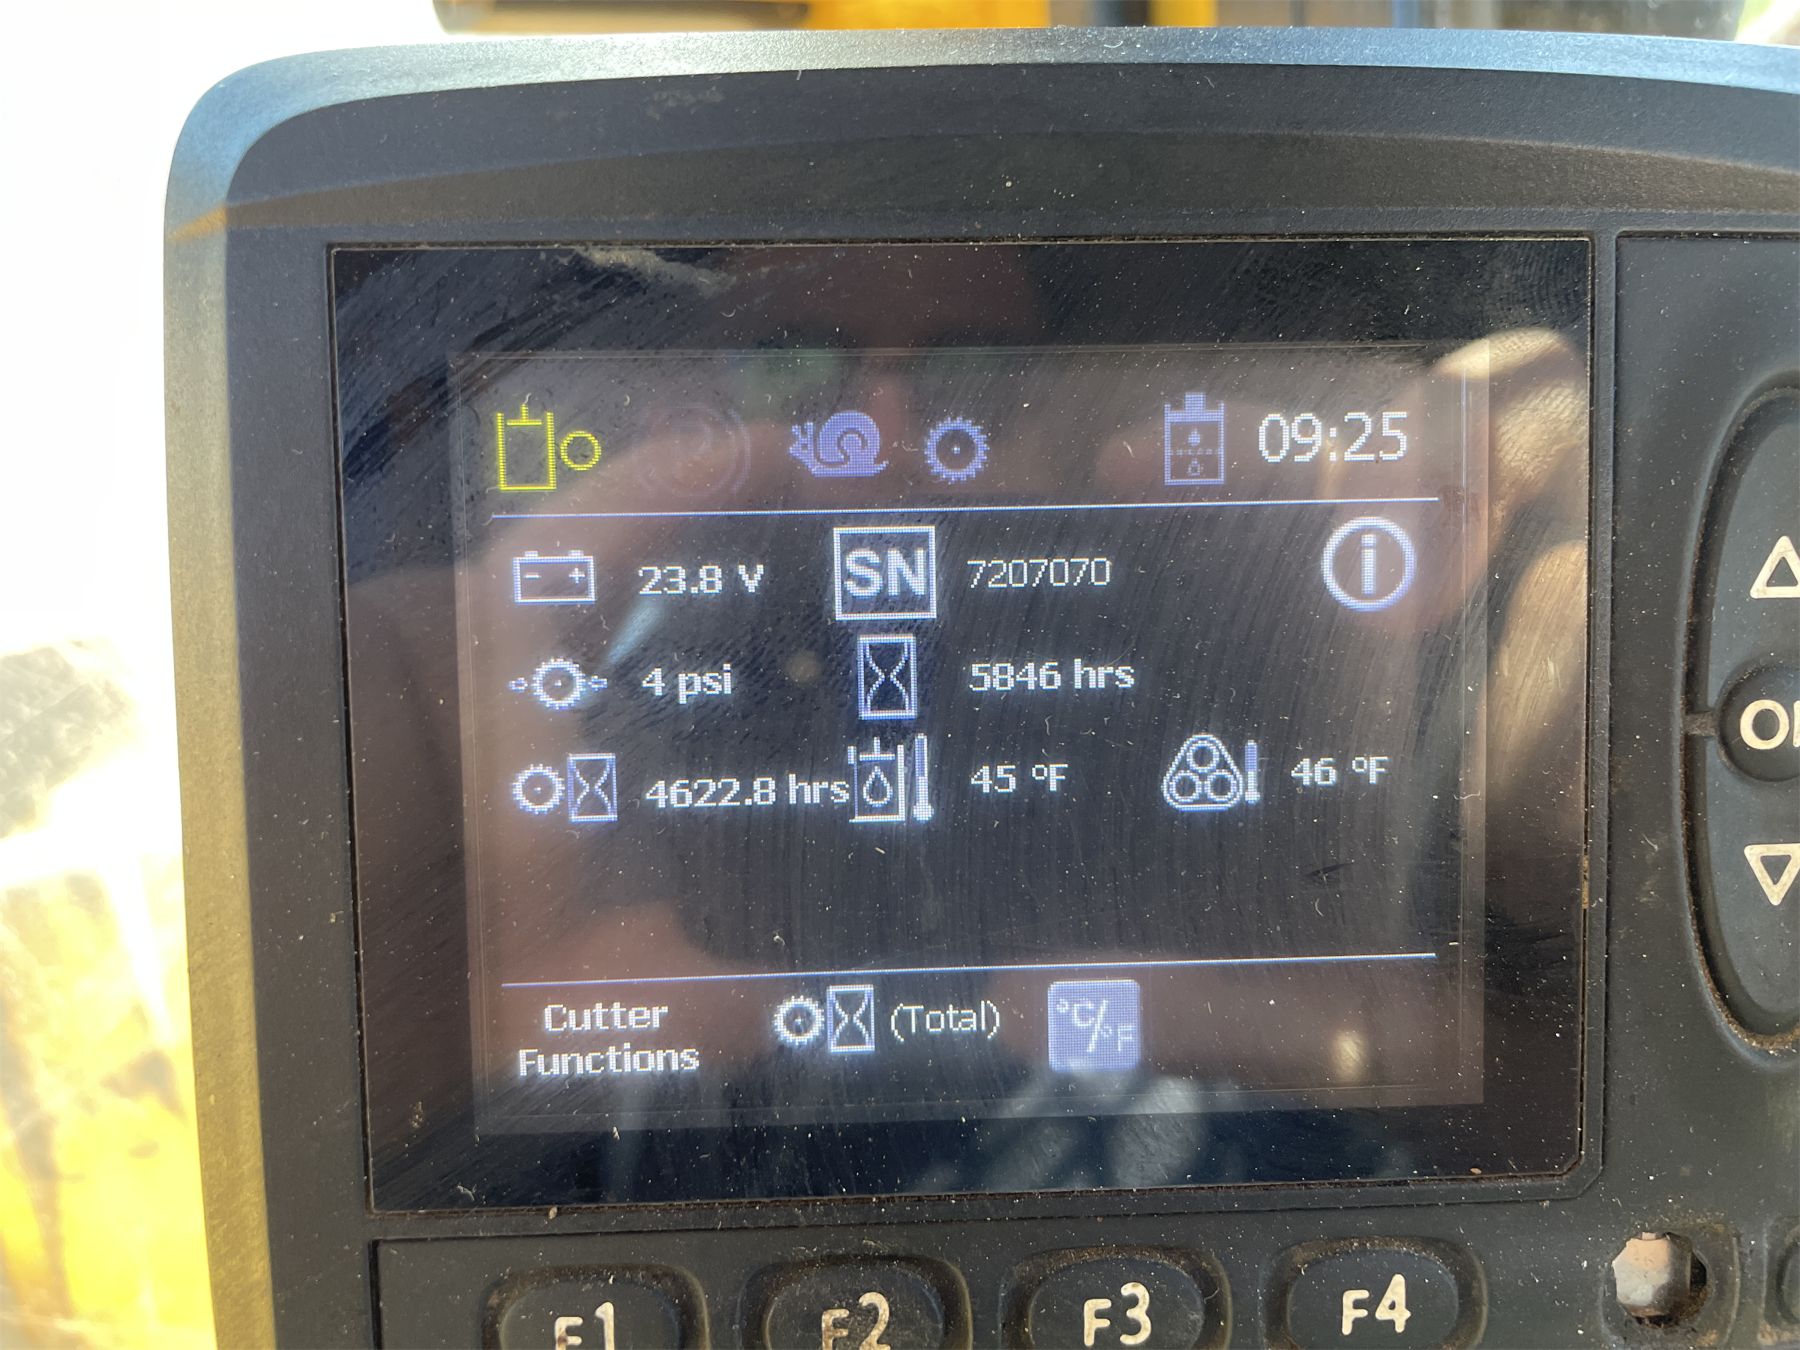 09:25
23.8 V SN 7207070 i
4 psi 5846 hrs
4622.8 hrs 45 °F 46 °F
Cutter (Total) °C/°F
Functions
F1 F2 F3 F4